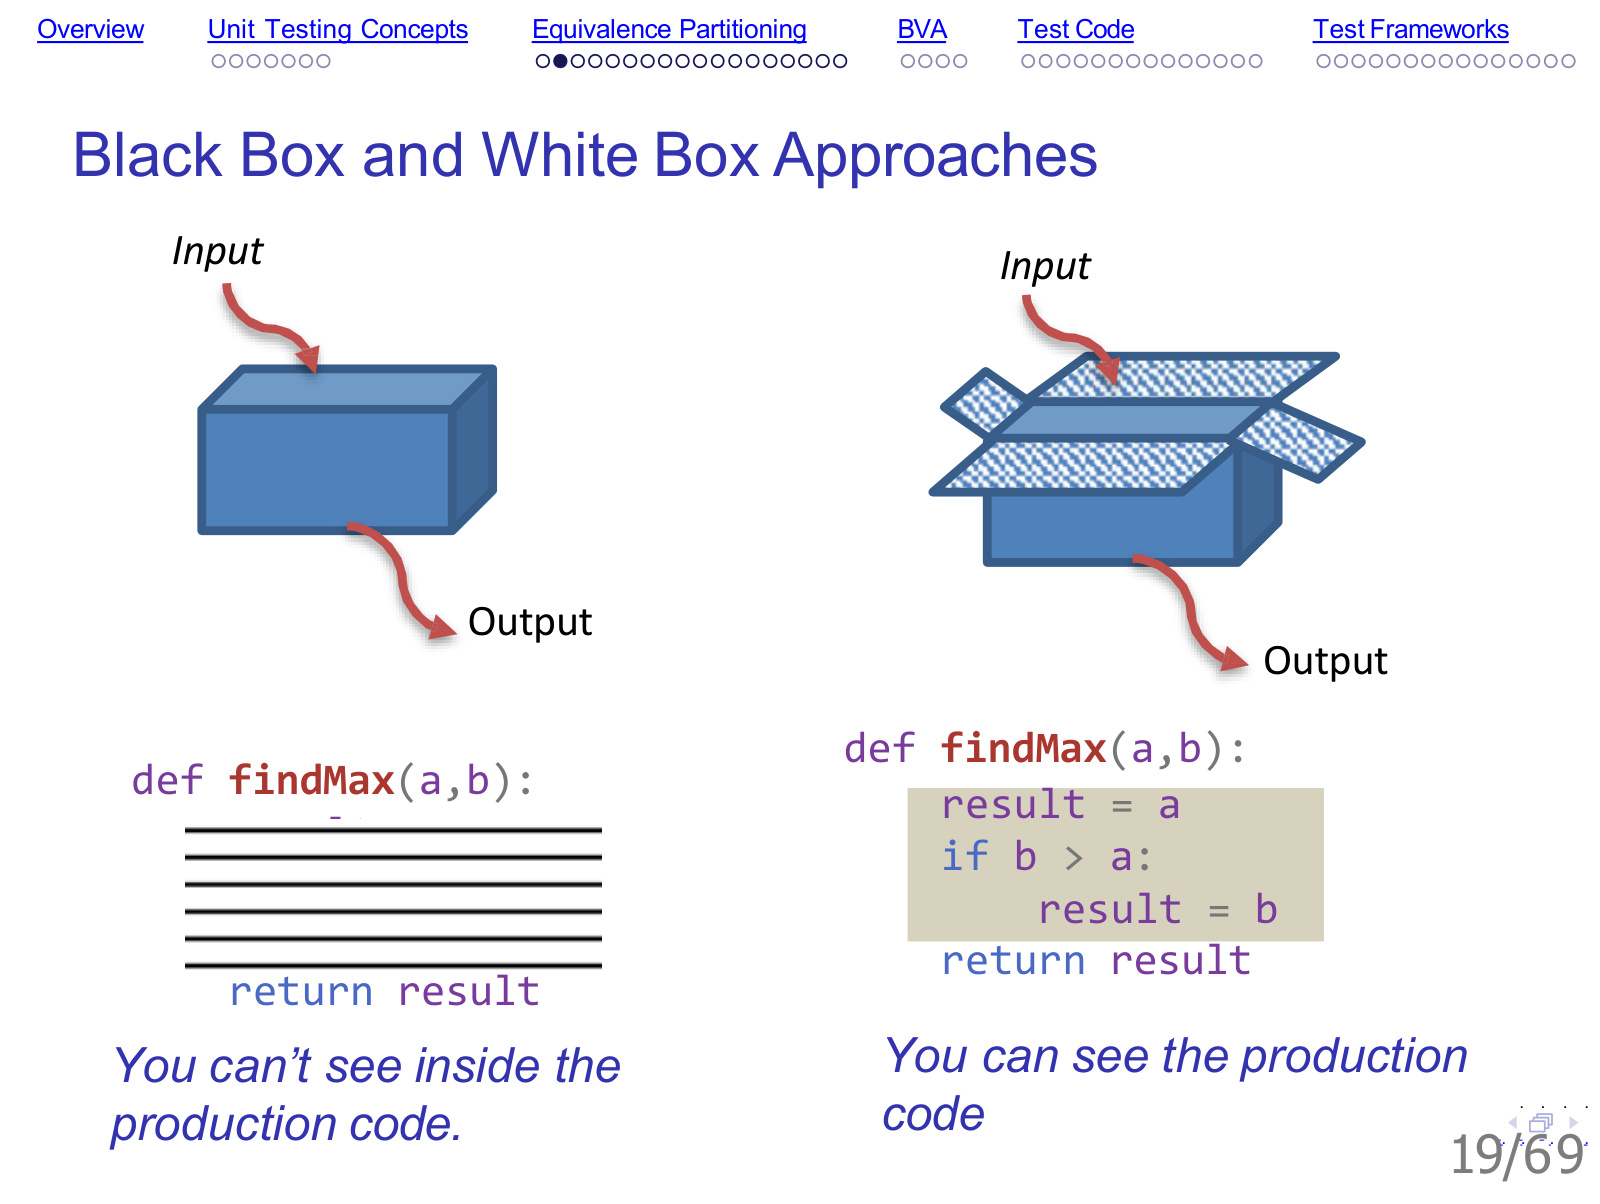 Overview Unit Testing Concepts Equivalence Partitioning BVA Test Code Test Frameworks
Black Box and White Box Approaches
Input
Output
def findMax(a,b):
return result
You can’t see inside the
production code.
Input
Output
def findMax(a,b):
result = a
if b > a:
result = b
return result
You can see the production
code
19/69